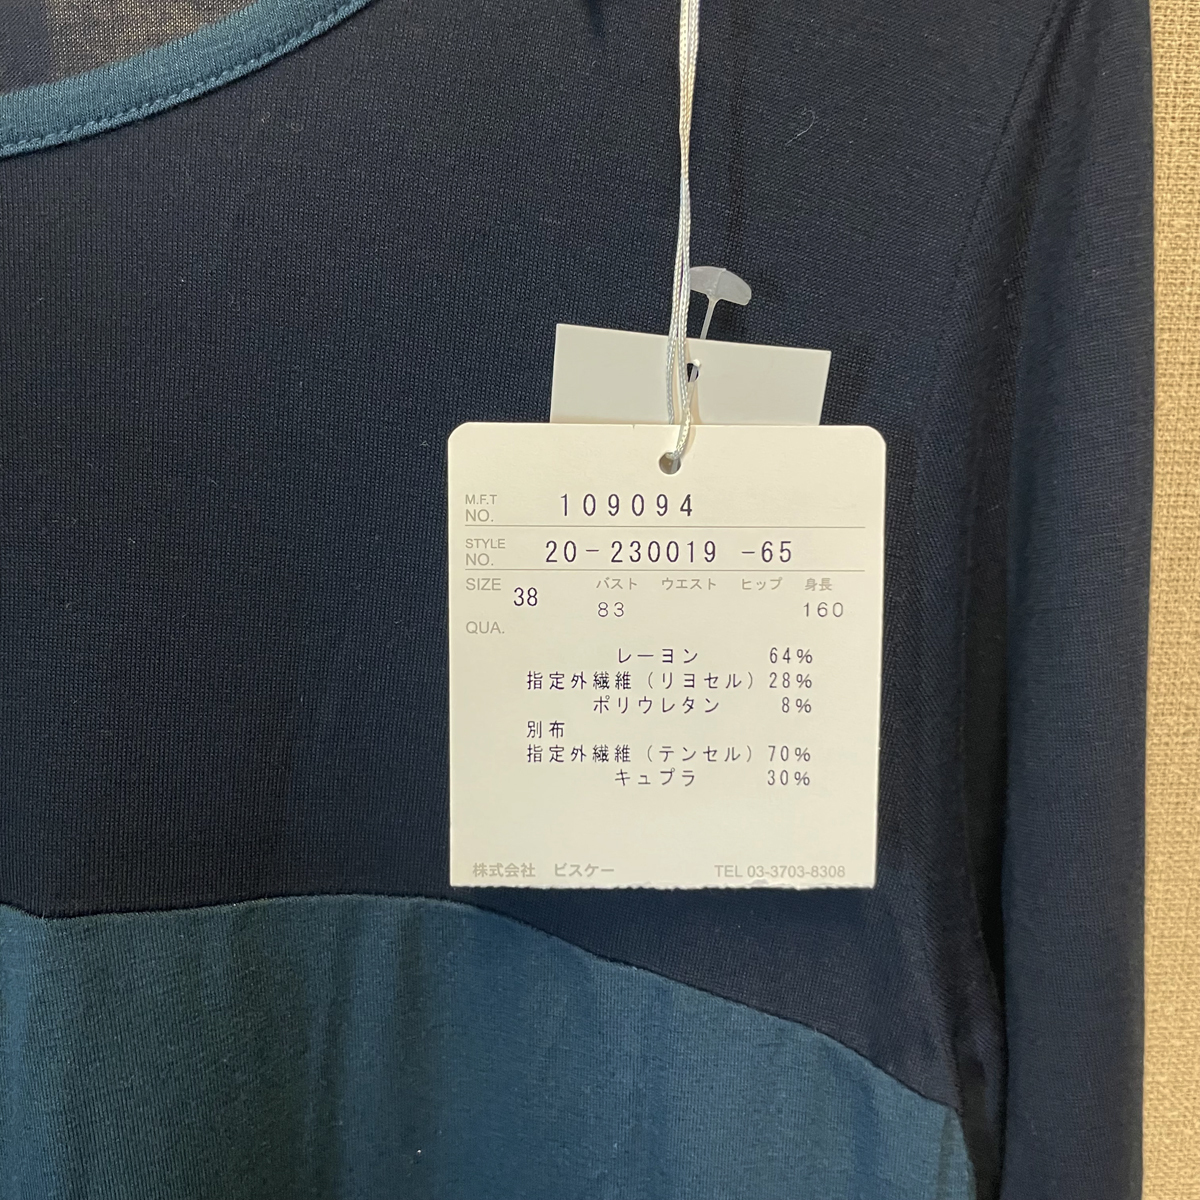 M.F.T NO. 109094
STYLE NO. 20-230019 -65
SIZE 38 バスト ウエスト ヒップ 身長
83 160
QUA.
レーヨン 64%
指定外繊維(リヨセル) 28%
ポリウレタン 8%
別布
指定外繊維(テンセル) 70%
キュプラ 30%
株式会社 ビスケー TEL 03-3703-8308